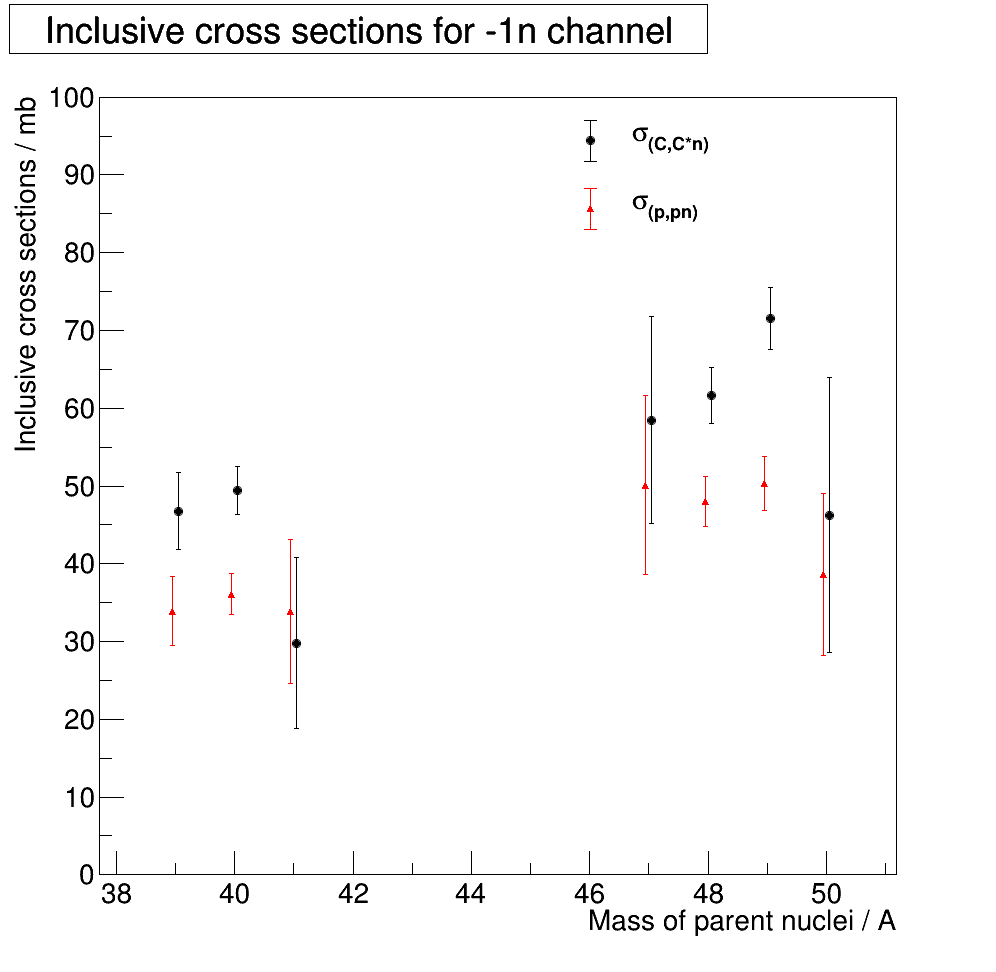 Inclusive cross sections for -1n channel
Inclusive cross sections / mb
100
90
80
70
60
50
40
30
20
10
0
σ(C,C*n)
σ(p,pn)
38 40 42 44 46 48 50
Mass of parent nuclei / A